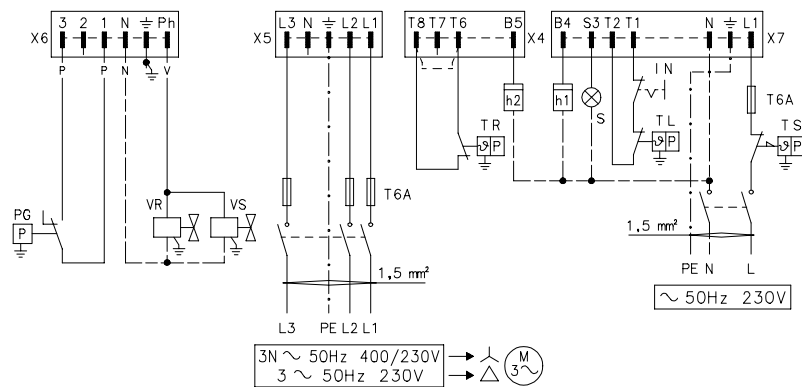 3 2 1 N Ph
L3 N L2 L1
T8 T7 T6 B5
B4 S3 T2 T1 N L1
X6
X5
X4
X7
P P N V
h2
h1
S
IN
T6A
TR
ϑ P
TL
ϑ P
TS
ϑ P
T6A
PG
P
VR
VS
1,5 mm²
1,5 mm²
PE N L
~ 50Hz 230V
L3 PE L2 L1
3N ~ 50Hz 400/230V
3 ~ 50Hz 230V
M
3~